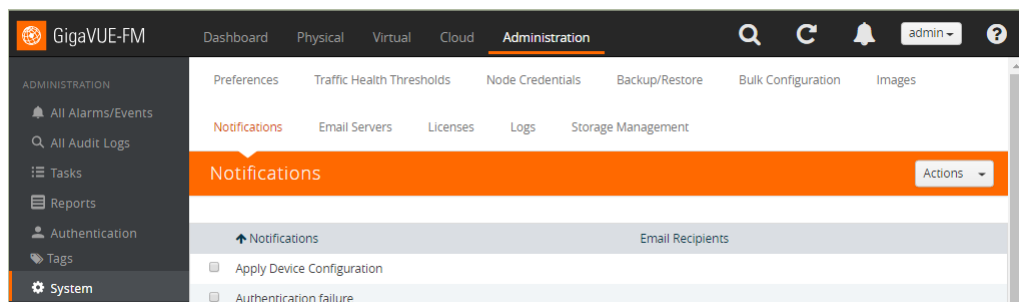 GigaVUE-FM
Dashboard Physical Virtual Cloud Administration admin
ADMINISTRATION
All Alarms/Events
All Audit Logs
Tasks
Reports
Authentication
Tags
System
Preferences Traffic Health Thresholds Node Credentials Backup/Restore Bulk Configuration Images
Notifications Email Servers Licenses Logs Storage Management
Notifications Actions
Notifications Email Recipients
Apply Device Configuration
Authentication failure